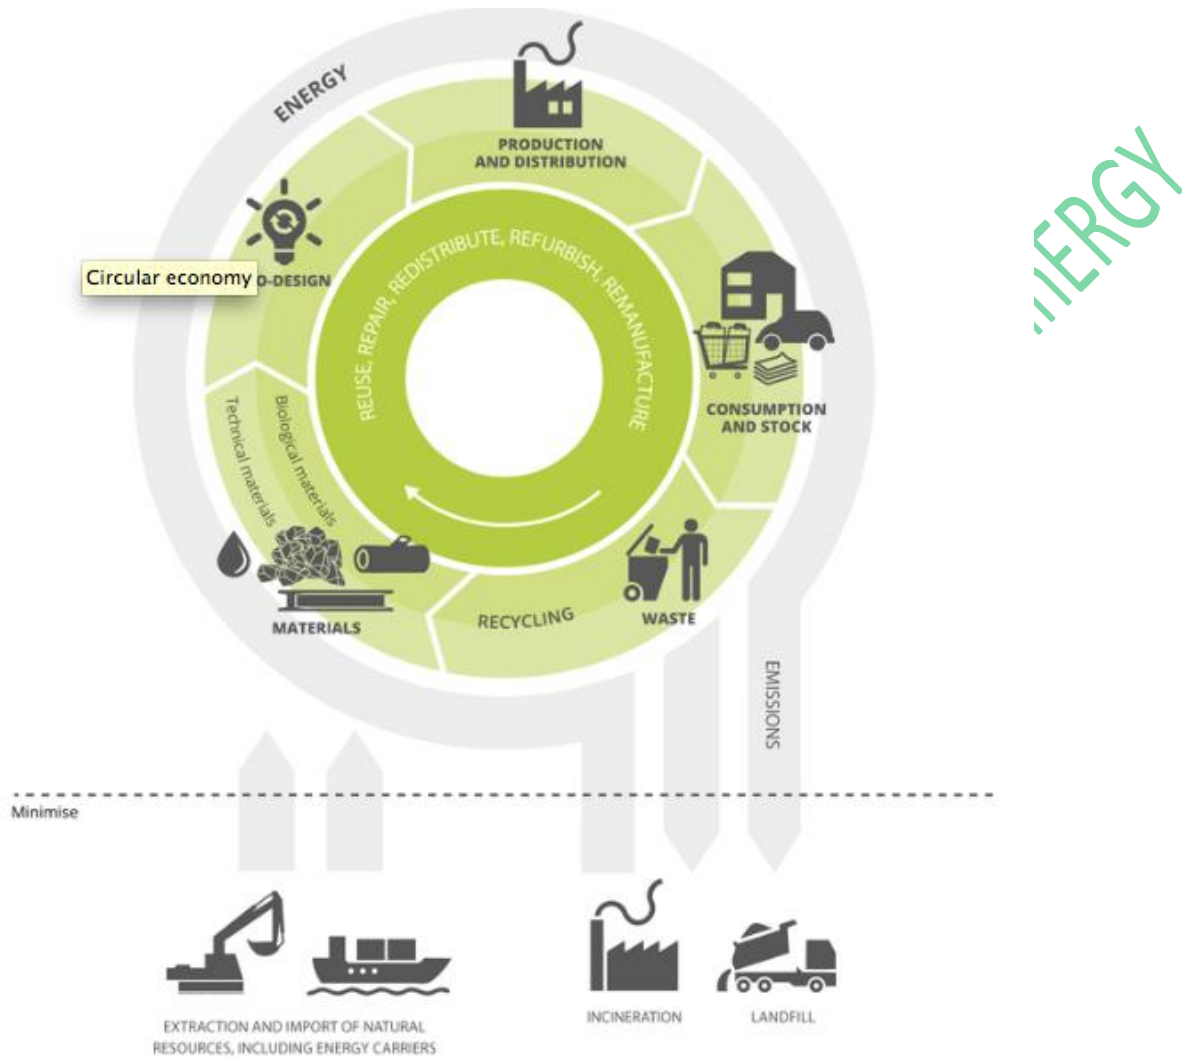 ENERGY
PRODUCTION
AND DISTRIBUTION
Circular economy
O-DESIGN
REUSE, REPAIR, REDISTRIBUTE, REFURBISH, REMANUFACTURE
CONSUMPTION
AND STOCK
Technical materials
Biological materials
MATERIALS
RECYCLING
WASTE
EMISSIONS
Minimise
EXTRACTION AND IMPORT OF NATURAL
RESOURCES, INCLUDING ENERGY CARRIERS
INCINERATION
LANDFILL